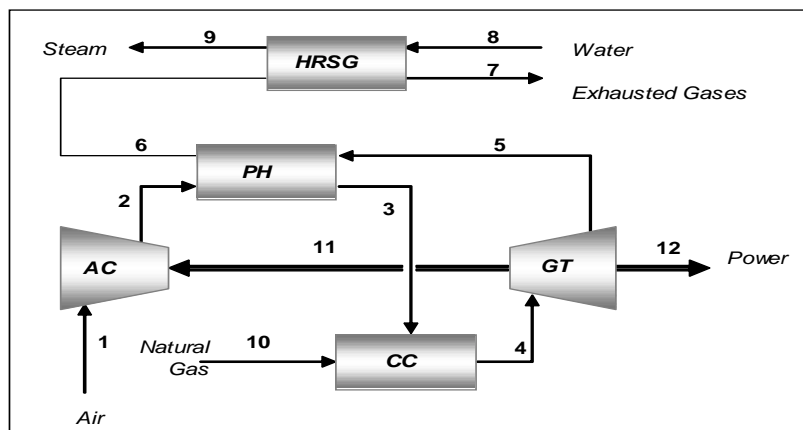 Steam 9 HRSG 8 Water
7
Exhausted Gases
6 PH 5
2 3
AC 11 GT 12 Power
1 Natural Gas 10 CC 4
Air